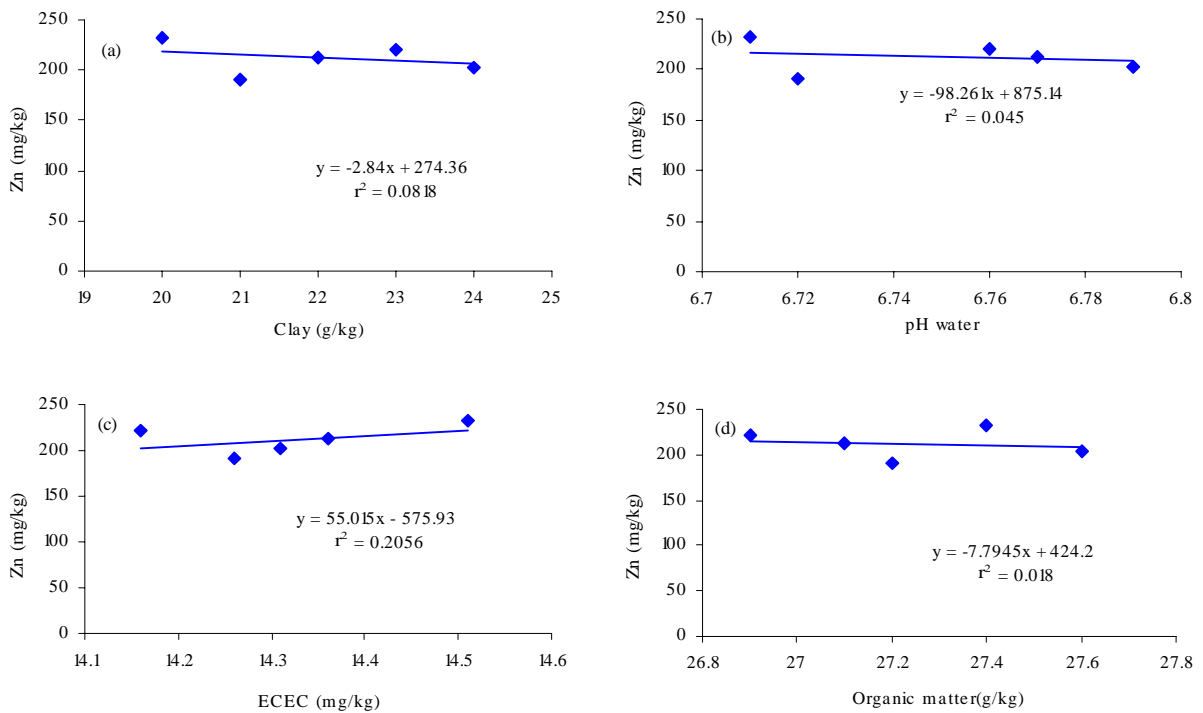 (a)
250
200
150
100
50
0
Zn (mg/kg)
y = -2.84x + 274.36
r² = 0.0818
19 20 21 22 23 24 25
Clay (g/kg)
(b)
250
200
150
100
50
0
Zn (mg/kg)
y = -98.261x + 875.14
r² = 0.045
6.7 6.72 6.74 6.76 6.78 6.8
pH water
(c)
250
200
150
100
50
0
Zn (mg/kg)
y = 55.015x - 575.93
r² = 0.2056
14.1 14.2 14.3 14.4 14.5 14.6
ECEC (mg/kg)
(d)
250
200
150
100
50
0
Zn (mg/kg)
y = -7.7945x + 424.2
r² = 0.018
26.8 27 27.2 27.4 27.6 27.8
Organic matter(g/kg)